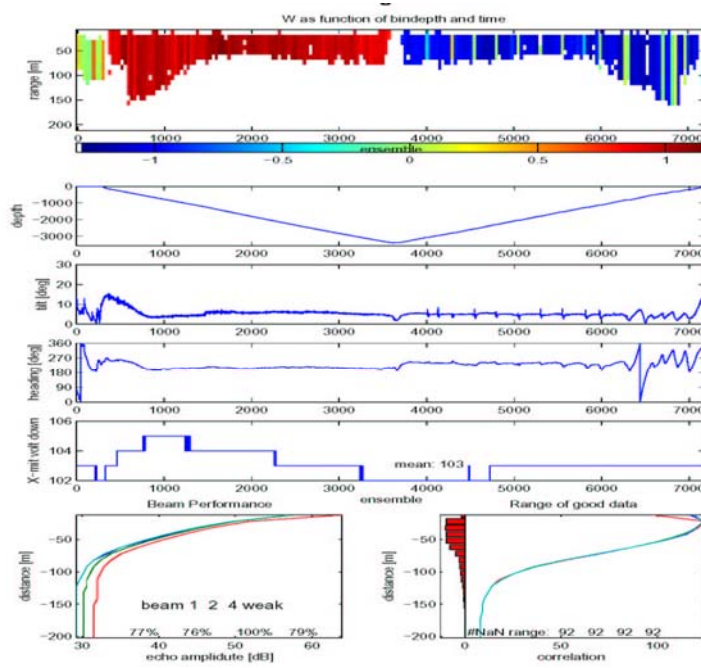 W as function of bindepth and time
range [m]
50
100
150
200
0 1000 2000 3000 4000 5000 6000 7000
ensemble
−1 −0.5 0 0.5 1
depth
0
−1000
−2000
−3000
0 1000 2000 3000 4000 5000 6000 7000
tilt [deg]
30
20
10
0
0 1000 2000 3000 4000 5000 6000 7000
heading [deg]
360
270
180
90
0
0 1000 2000 3000 4000 5000 6000 7000
X-mit volt down
106
104
102
mean: 103
0 1000 2000 3000 4000 5000 6000 7000
ensemble
Beam Performance
distance [m]
−50
−100
−150
−200
beam 1 2 4 weak
77% 76% 100% 79%
30 40 50 60
echo amplidute [dB]
Range of good data
distance [m]
−50
−100
−150
−200
#NaN range: 92 92 92 92
0 50 100
correlation